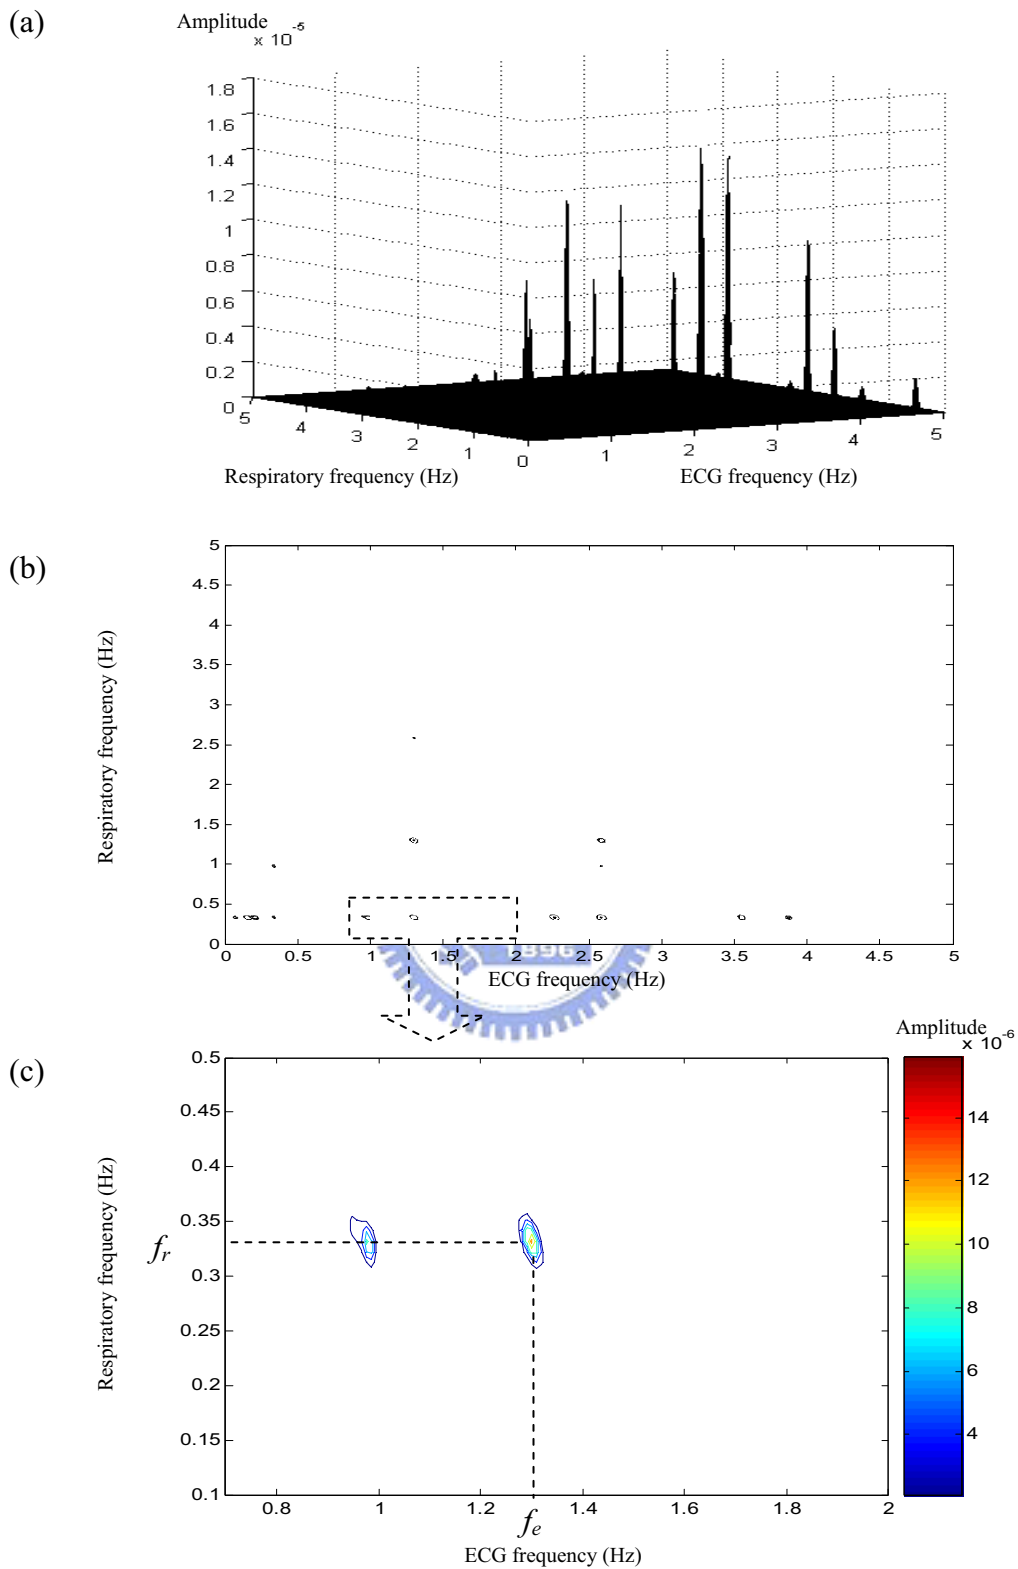 (a)
Amplitude
x 10⁻⁵
1.8
1.6
1.4
1.2
1
0.8
0.6
0.4
0.2
0
5
4
3
2
1
0
1
2
3
4
5
Respiratory frequency (Hz)
ECG frequency (Hz)
(b)
5
4.5
4
3.5
3
2.5
2
1.5
1
0.5
0
Respiratory frequency (Hz)
0 0.5 1 1.5 2 2.5 3 3.5 4 4.5 5
1896
ECG frequency (Hz)
(c)
Amplitude
x 10⁻⁶
14
12
10
8
6
4
0.5
0.45
0.4
0.35
0.3
0.25
0.2
0.15
0.1
fᵣ
Respiratory frequency (Hz)
0.8 1 1.2 1.4 1.6 1.8 2
fₑ
ECG frequency (Hz)